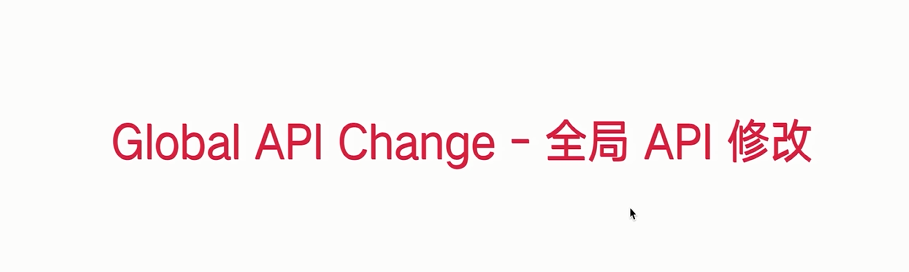 Global API Change - 全局 API 修改